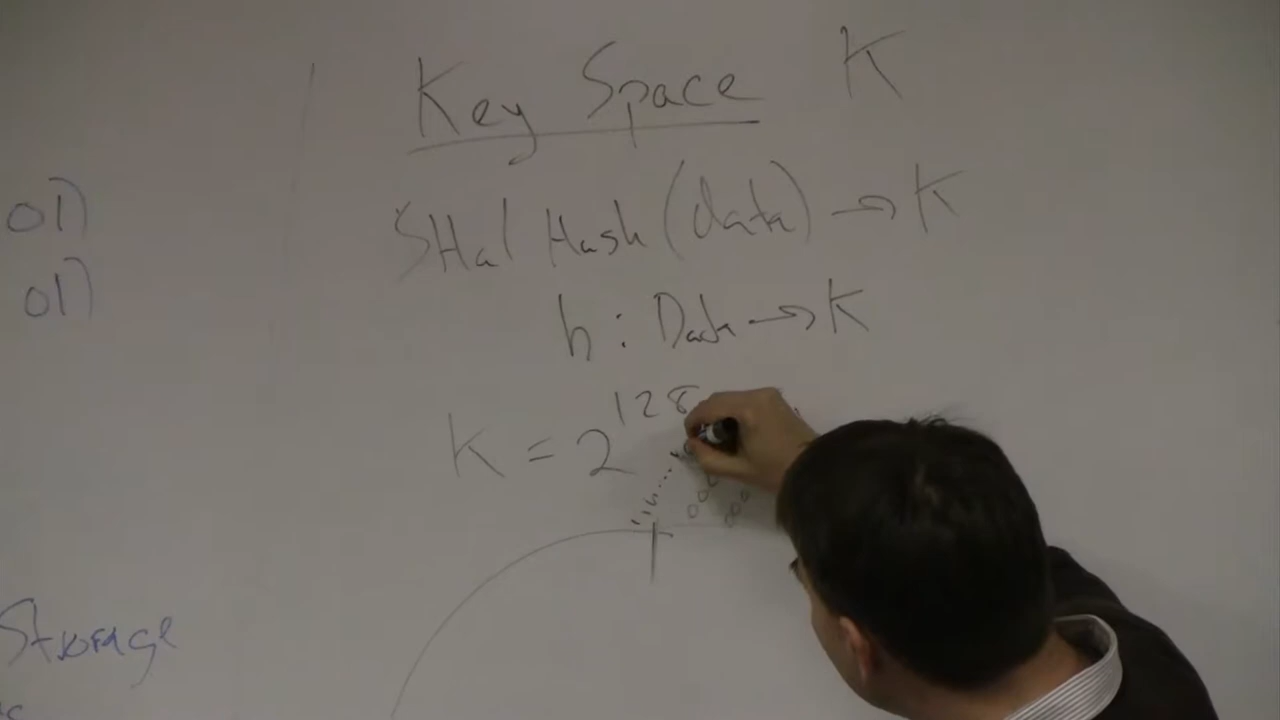 Key Space K
SHa1 Hash (data) → K
h : Data → K
K = 2^128
01)
01)
Storage